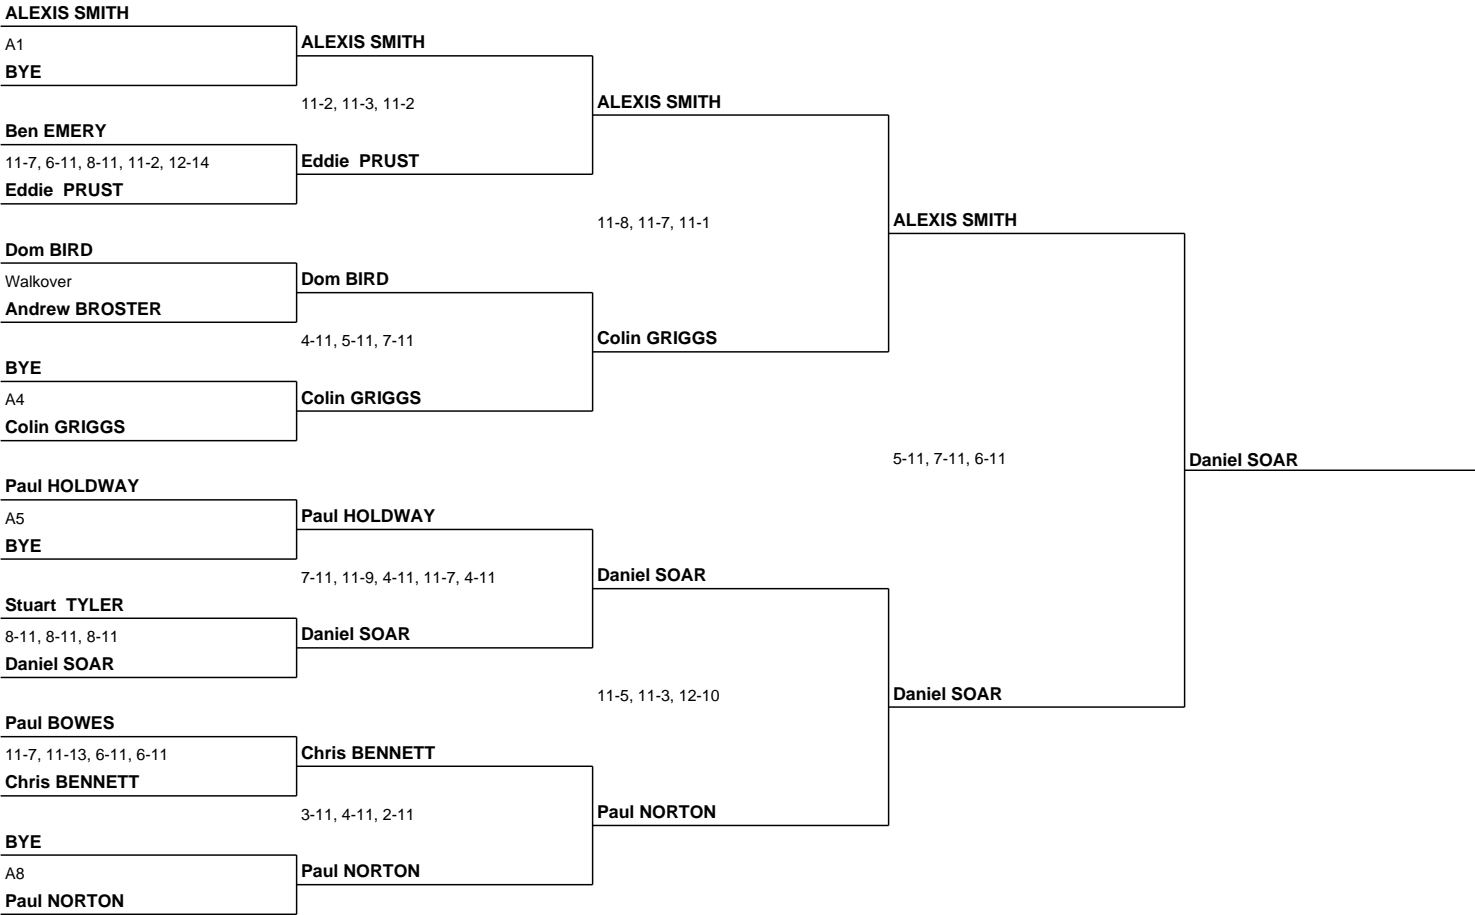 ALEXIS SMITH
A1
BYE
Ben EMERY
11-7, 6-11, 8-11, 11-2, 12-14
Eddie  PRUST
Dom BIRD
Walkover
Andrew BROSTER
BYE
A4
Colin GRIGGS
Paul HOLDWAY
A5
BYE
Stuart  TYLER
8-11, 8-11, 8-11
Daniel SOAR
Paul BOWES
11-7, 11-13, 6-11, 6-11
Chris BENNETT
BYE
A8
Paul NORTON
ALEXIS SMITH
11-2, 11-3, 11-2
Eddie  PRUST
Dom BIRD
4-11, 5-11, 7-11
Colin GRIGGS
Paul HOLDWAY
7-11, 11-9, 4-11, 11-7, 4-11
Daniel SOAR
Chris BENNETT
3-11, 4-11, 2-11
Paul NORTON
ALEXIS SMITH
11-8, 11-7, 11-1
Colin GRIGGS
Daniel SOAR
11-5, 11-3, 12-10
Paul NORTON
ALEXIS SMITH
5-11, 7-11, 6-11
Daniel SOAR
Daniel SOAR